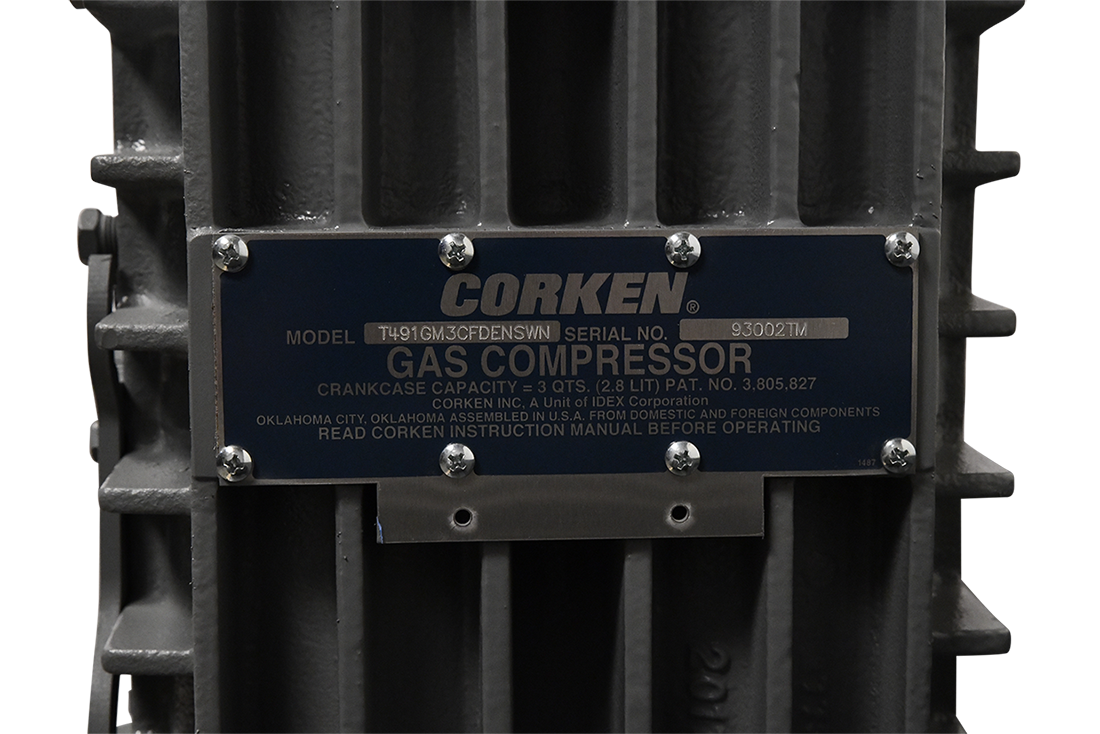 CORKEN®
MODEL T491GM3CFDENSWN SERIAL NO. 93002TM
GAS COMPRESSOR
CRANKCASE CAPACITY = 3 QTS. (2.8 LIT) PAT. NO. 3,805,827
CORKEN INC, A Unit of IDEX Corporation
OKLAHOMA CITY, OKLAHOMA ASSEMBLED IN U.S.A. FROM DOMESTIC AND FOREIGN COMPONENTS
READ CORKEN INSTRUCTION MANUAL BEFORE OPERATING
1487